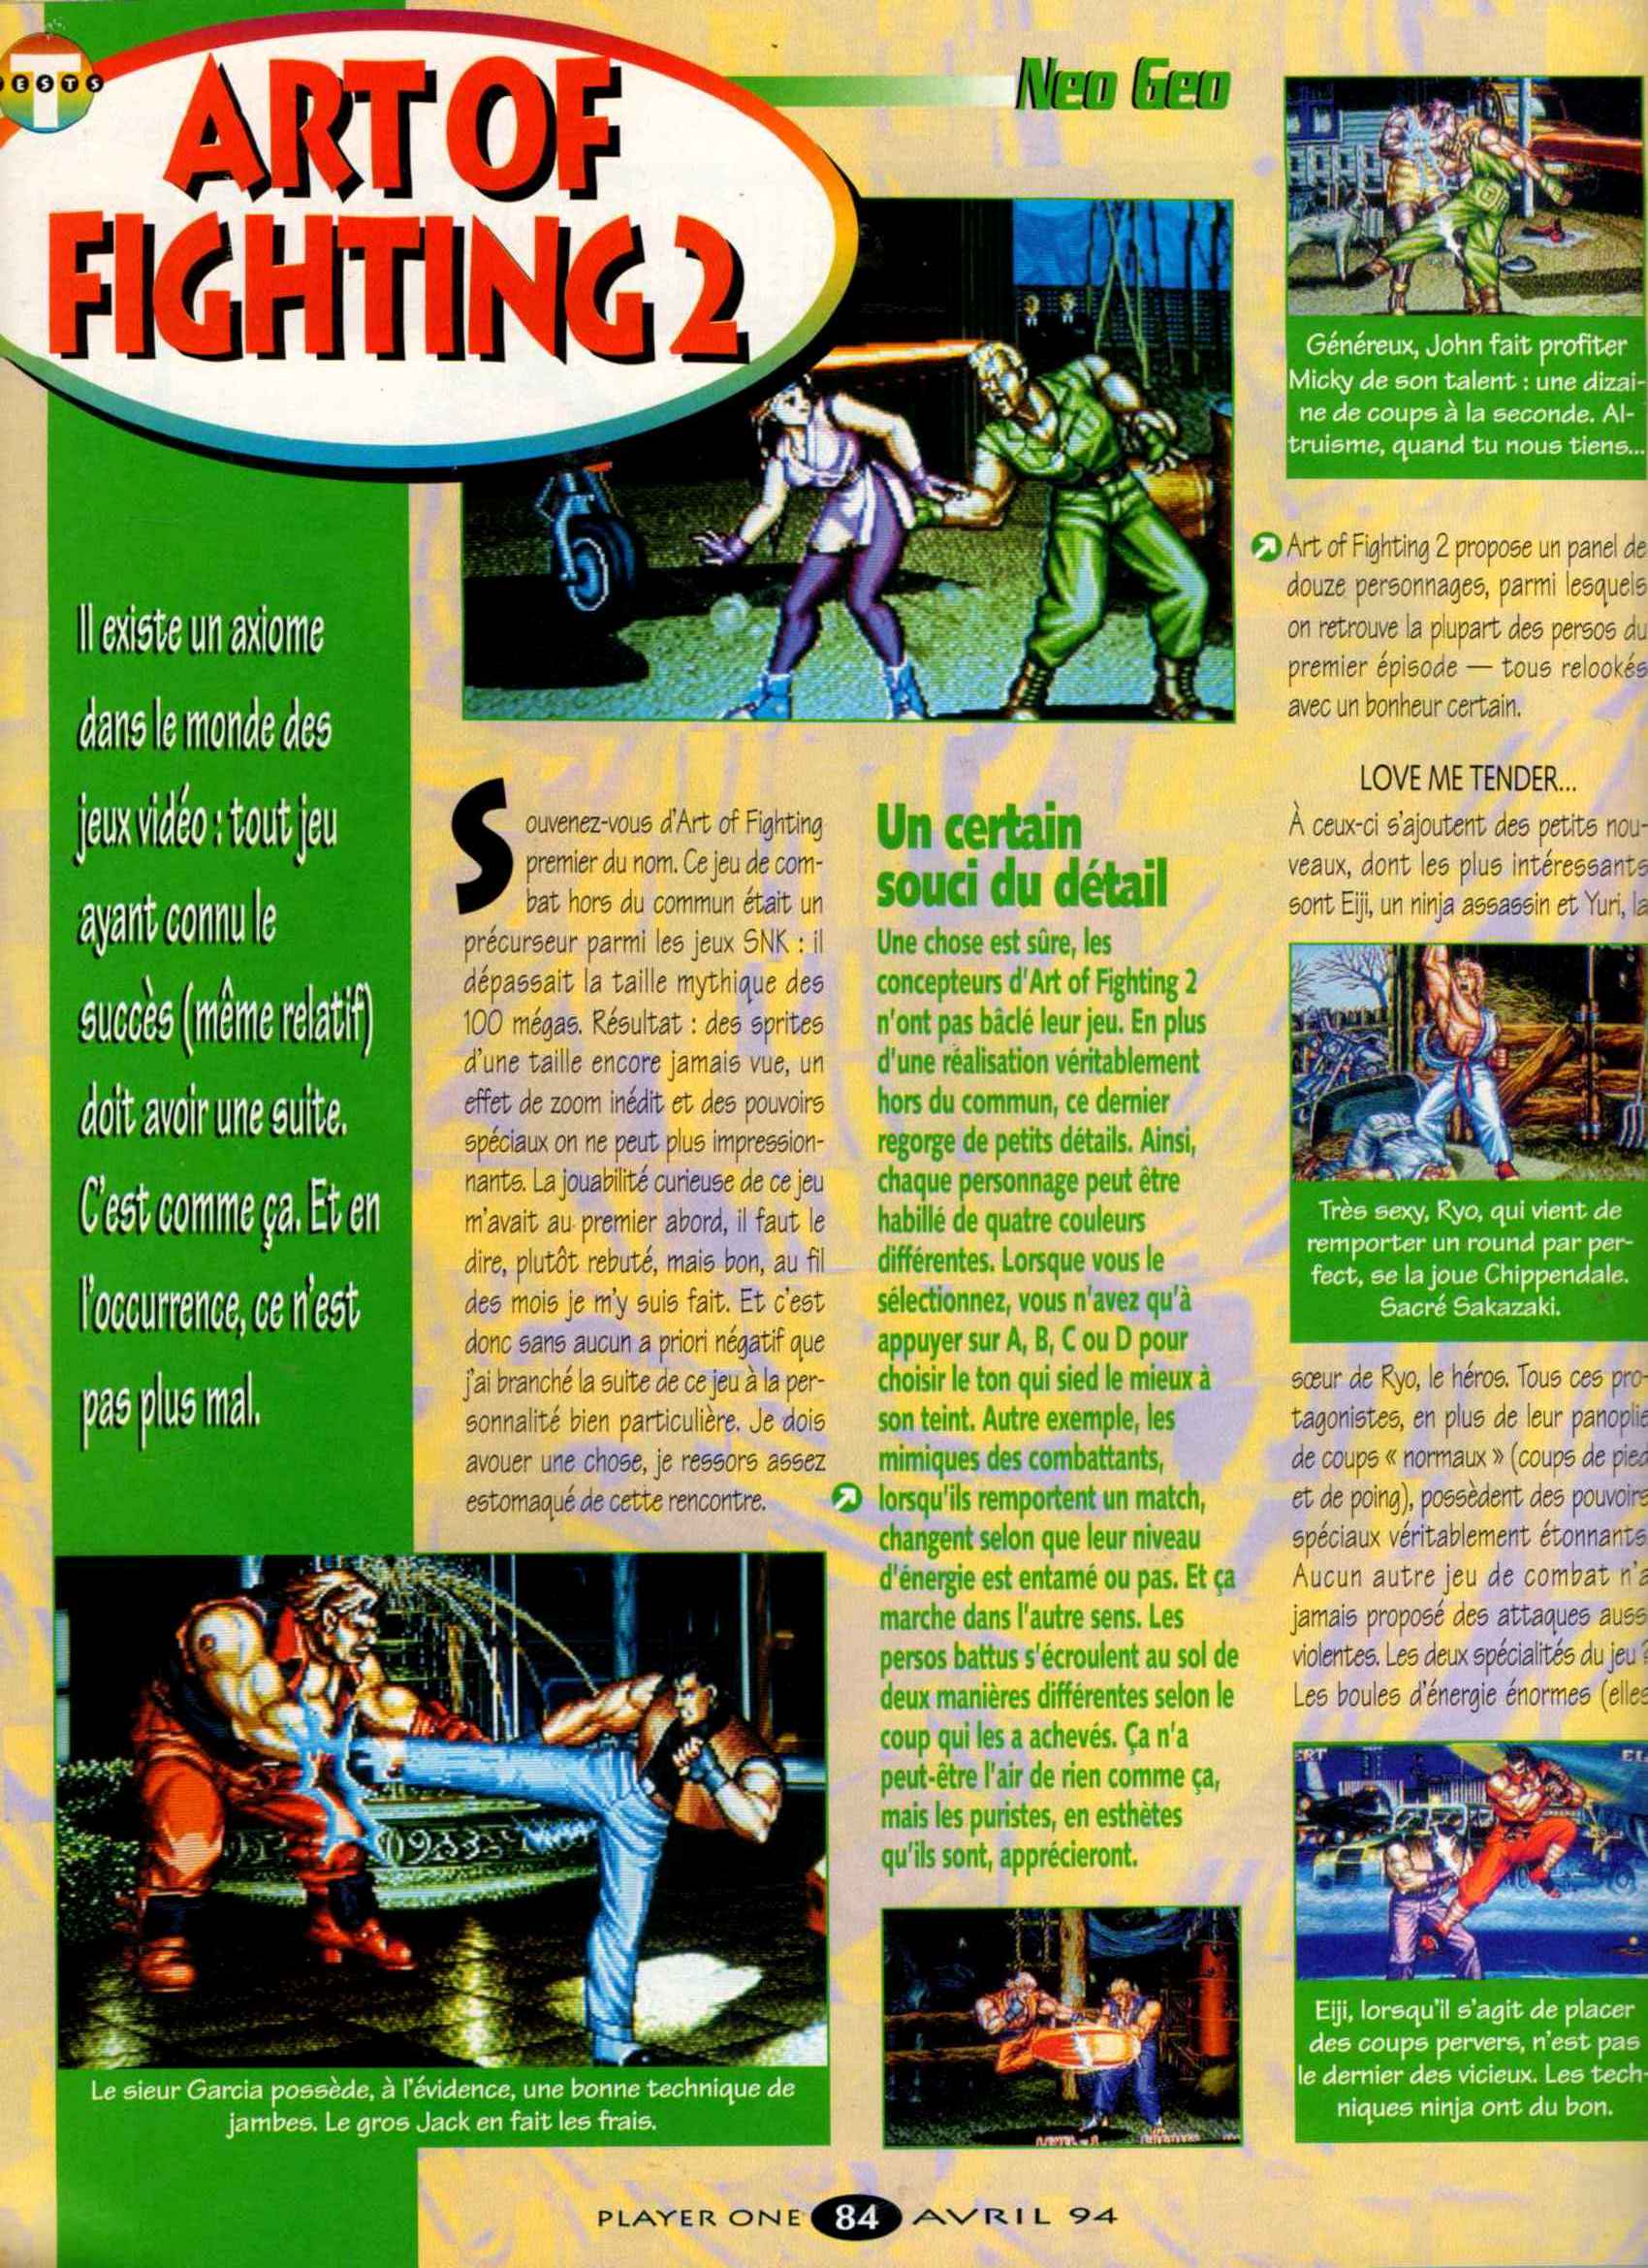 TESTS
ART OF
FIGHTING 2
Neo Geo
Il existe un axiome
dans le monde des
jeux vidéo : tout jeu
ayant connu le
succès (même relatif)
doit avoir une suite.
C'est comme ça. Et en
l'occurrence, ce n'est
pas plus mal.
Souvenez-vous d'Art of Fighting
premier du nom. Ce jeu de com-
bat hors du commun était un
précurseur parmi les jeux SNK : il
dépassait la taille mythique des
100 mégas. Résultat : des sprites
d'une taille encore jamais vue, un
effet de zoom inédit et des pouvoirs
spéciaux on ne peut plus impression-
nants. La jouabilité curieuse de ce jeu
m'avait au premier abord, il faut le
dire, plutôt rebuté, mais bon, au fil
des mois je m'y suis fait. Et c'est
donc sans aucun a priori négatif que
j'ai branché la suite de ce jeu à la per-
sonnalité bien particulière. Je dois
avouer une chose, je ressors assez
estomaqué de cette rencontre.
Le sieur Garcia possède, à l'évidence, une bonne technique de
jambes. Le gros Jack en fait les frais.
Un certain
souci du détail
Une chose est sûre, les
concepteurs d'Art of Fighting 2
n'ont pas bâclé leur jeu. En plus
d'une réalisation véritablement
hors du commun, ce dernier
regorge de petits détails. Ainsi,
chaque personnage peut être
habillé de quatre couleurs
différentes. Lorsque vous le
sélectionnez, vous n'avez qu'à
appuyer sur A, B, C ou D pour
choisir le ton qui sied le mieux à
son teint. Autre exemple, les
mimiques des combattants,
lorsqu'ils remportent un match,
changent selon que leur niveau
d'énergie est entamé ou pas. Et ça
marche dans l'autre sens. Les
persos battus s'écroulent au sol de
deux manières différentes selon le
coup qui les a achevés. Ça n'a
peut-être l'air de rien comme ça,
mais les puristes, en esthètes
qu'ils sont, apprécieront.
Généreux, John fait profiter
Micky de son talent : une dizai-
ne de coups à la seconde. Al-
truisme, quand tu nous tiens...
Art of Fighting 2 propose un panel de
douze personnages, parmi lesquels
on retrouve la plupart des persos du
premier épisode — tous relookés
avec un bonheur certain.
LOVE ME TENDER...
À ceux-ci s'ajoutent des petits nou-
veaux, dont les plus intéressants
sont Eiji, un ninja assassin et Yuri, la
Très sexy, Ryo, qui vient de
remporter un round par per-
fect, se la joue Chippendale.
Sacré Sakazaki.
sœur de Ryo, le héros. Tous ces pro-
tagonistes, en plus de leur panoplie
de coups « normaux » (coups de pied
et de poing), possèdent des pouvoirs
spéciaux véritablement étonnants.
Aucun autre jeu de combat n'a
jamais proposé des attaques auss
violentes. Les deux spécialités du jeu ?
Les boules d'énergie énormes (elles
Eiji, lorsqu'il s'agit de placer
des coups pervers, n'est pas
le dernier des vicieux. Les tech-
niques ninja ont du bon.
PLAYER ONE 84 AVRIL 94